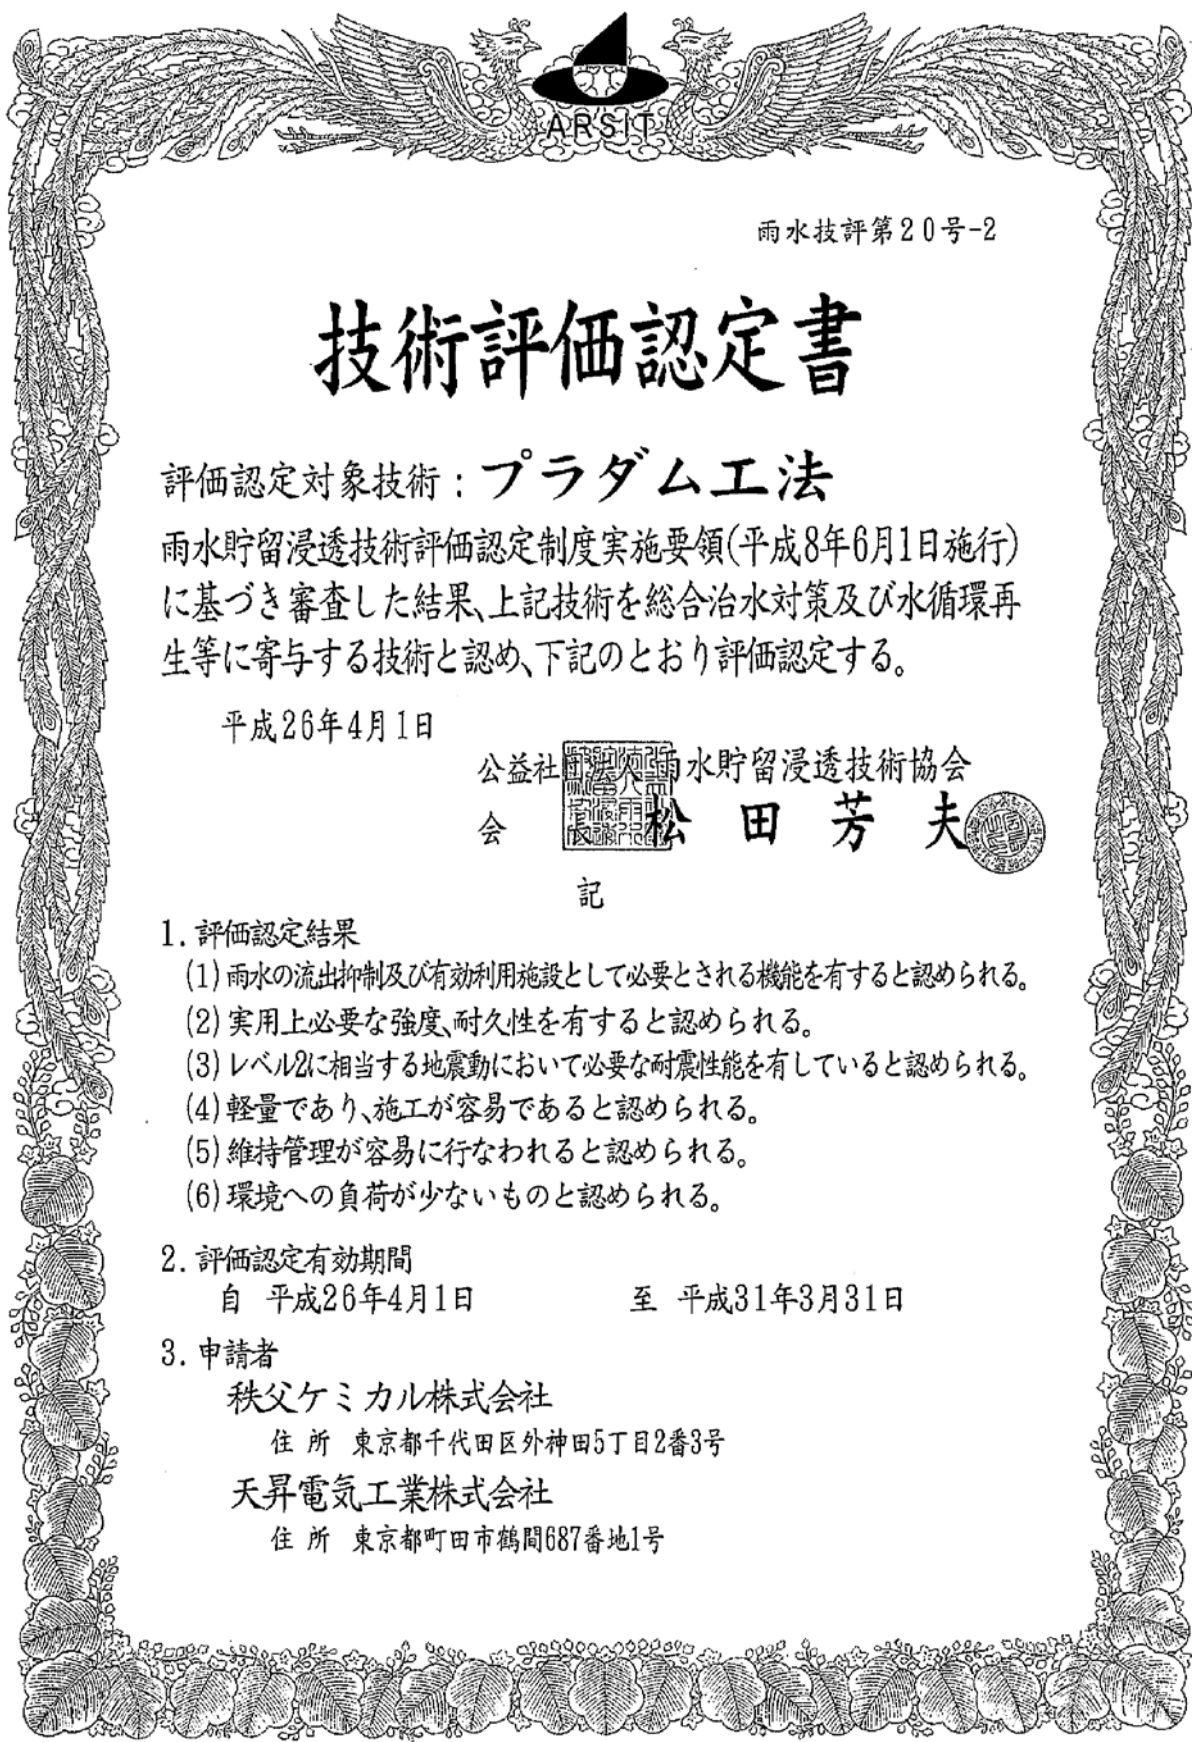 ARSIT
雨水技評第20号-2
技術評価認定書
評価認定対象技術:プラダム工法
雨水貯留浸透技術評価認定制度実施要領(平成8年6月1日施行)
に基づき審査した結果、上記技術を総合治水対策及び水循環再
生等に寄与する技術と認め、下記のとおり評価認定する。
平成26年4月1日
公益社団法人 雨水貯留浸透技術協会
会 長 松 田 芳 夫
記
1. 評価認定結果
(1) 雨水の流出抑制及び有効利用施設として必要とされる機能を有すると認められる。
(2) 実用上必要な強度、耐久性を有すると認められる。
(3) レベル2に相当する地震動において必要な耐震性能を有していると認められる。
(4) 軽量であり、施工が容易であると認められる。
(5) 維持管理が容易に行なわれると認められる。
(6) 環境への負荷が少ないものと認められる。
2. 評価認定有効期間
自 平成26年4月1日 至 平成31年3月31日
3. 申請者
秩父ケミカル株式会社
住 所 東京都千代田区外神田5丁目2番3号
天昇電気工業株式会社
住 所 東京都町田市鶴間687番地1号